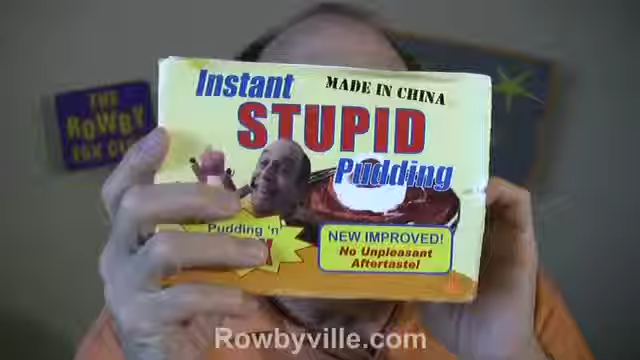 Instant
MADE IN CHINA
STUPID
Pudding
THE
ROWBY
Pudding 'n'
NEW IMPROVED!
No Unpleasant
Aftertaste!
Rowbyville.com